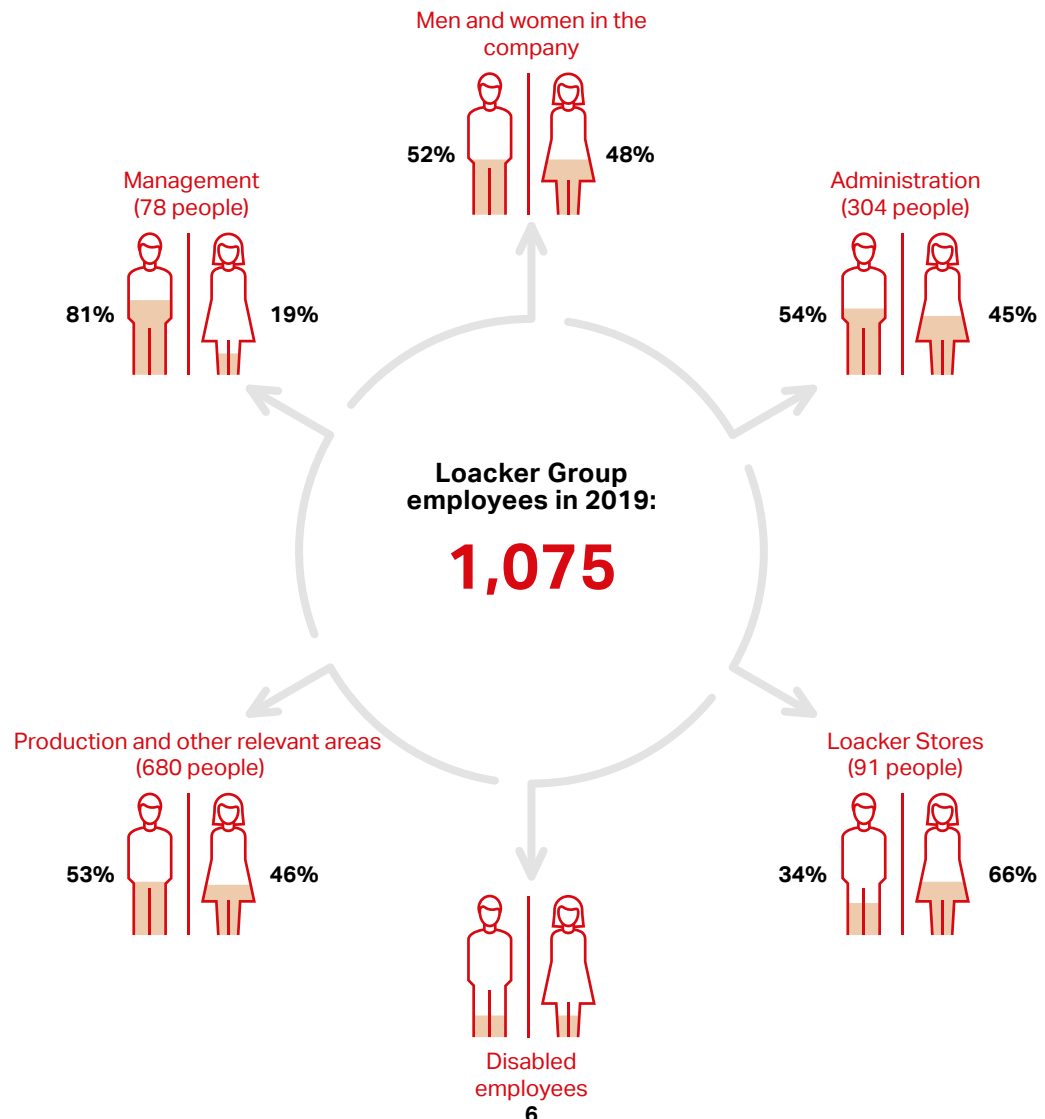 Men and women in the
company
52%
48%
Management
(78 people)
81%
19%
Administration
(304 people)
54%
45%
Loacker Group
employees in 2019:
1,075
Production and other relevant areas
(680 people)
53%
46%
Loacker Stores
(91 people)
34%
66%
Disabled
employees
6